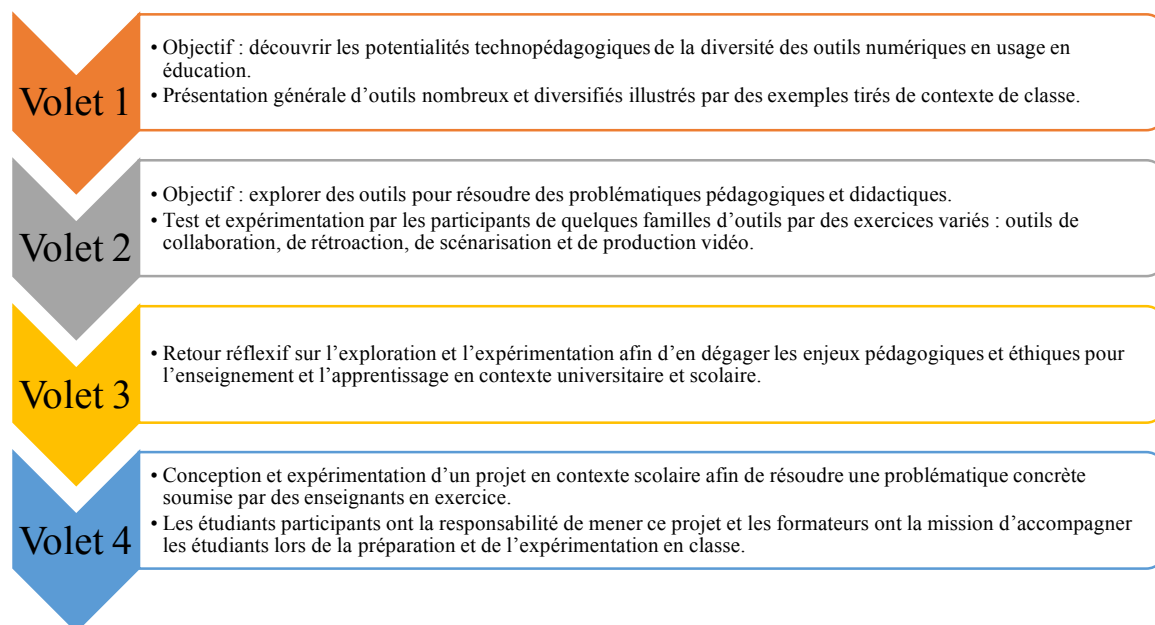 Volet 1
• Objectif : découvrir les potentialités technopédagogiques de la diversité des outils numériques en usage en
éducation.
• Présentation générale d’outils nombreux et diversifiés illustrés par des exemples tirés de contexte de classe.
Volet 2
• Objectif : explorer des outils pour résoudre des problématiques pédagogiques et didactiques.
• Test et expérimentation par les participants de quelques familles d’outils par des exercices variés : outils de
collaboration, de rétroaction, de scénarisation et de production vidéo.
Volet 3
• Retour réflexif sur l’exploration et l’expérimentation afin d’en dégager les enjeux pédagogiques et éthiques pour
l’enseignement et l’apprentissage en contexte universitaire et scolaire.
Volet 4
• Conception et expérimentation d’un projet en contexte scolaire afin de résoudre une problématique concrète
soumise par des enseignants en exercice.
• Les étudiants participants ont la responsabilité de mener ce projet et les formateurs ont la mission d’accompagner
les étudiants lors de la préparation et de l’expérimentation en classe.